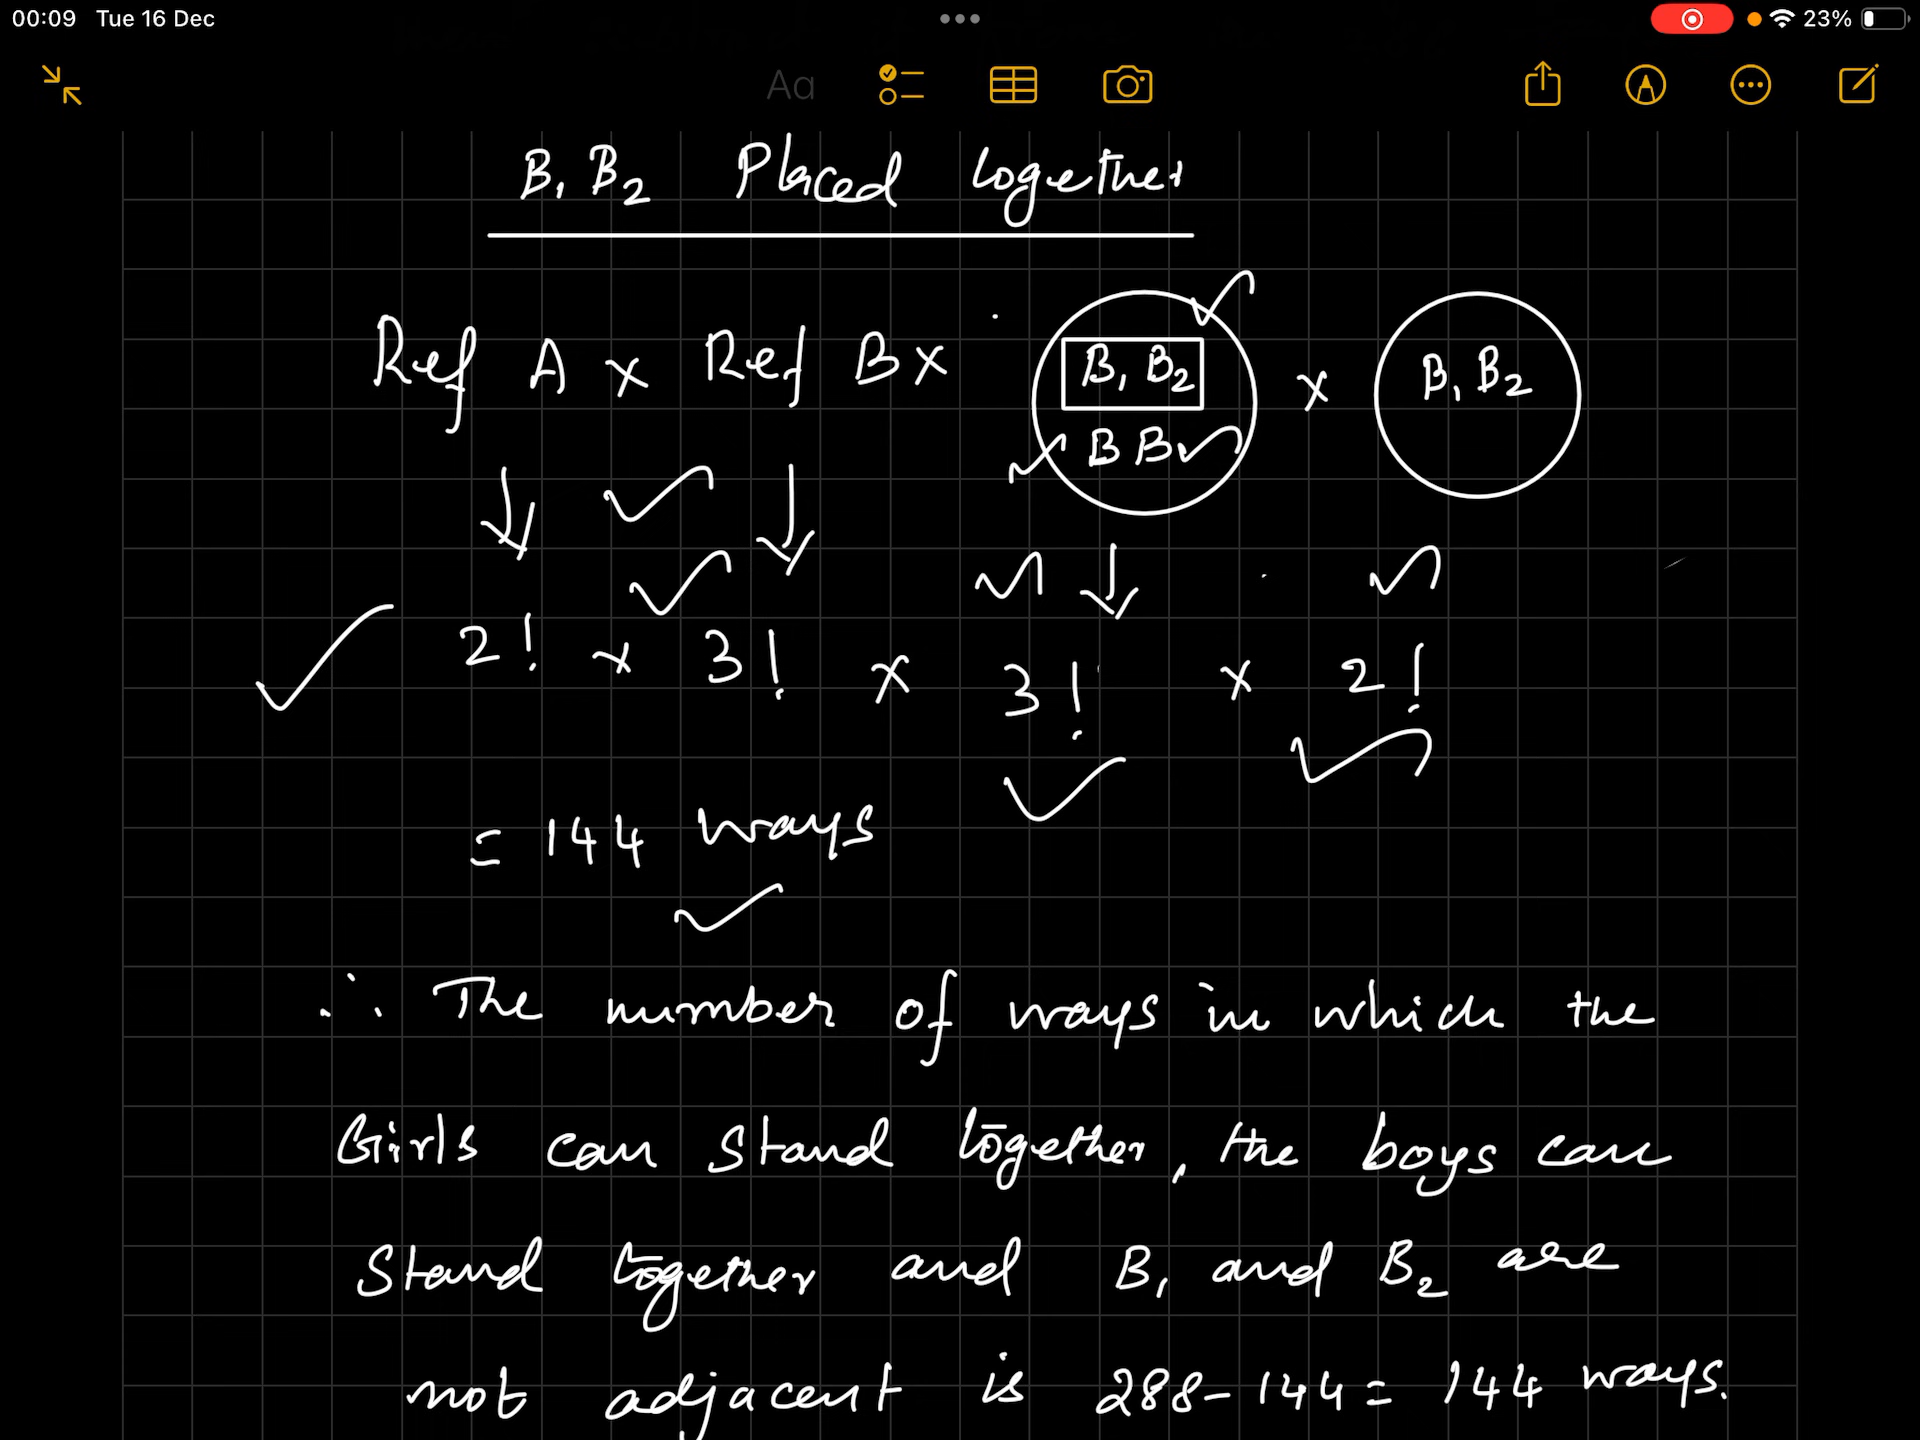 00:09 Tue 16 Dec
23%
Aa
B₁ B₂ Placed together
Ref A x Ref B x B₁ B₂ x B₁ B₂
B B
2! x 3! x 3! x 2!
= 144 ways
∴ The number of ways in which the
Girls can stand together, the boys can
stand together and B₁ and B₂ are
not adjacent is 288 - 144 = 144 ways.